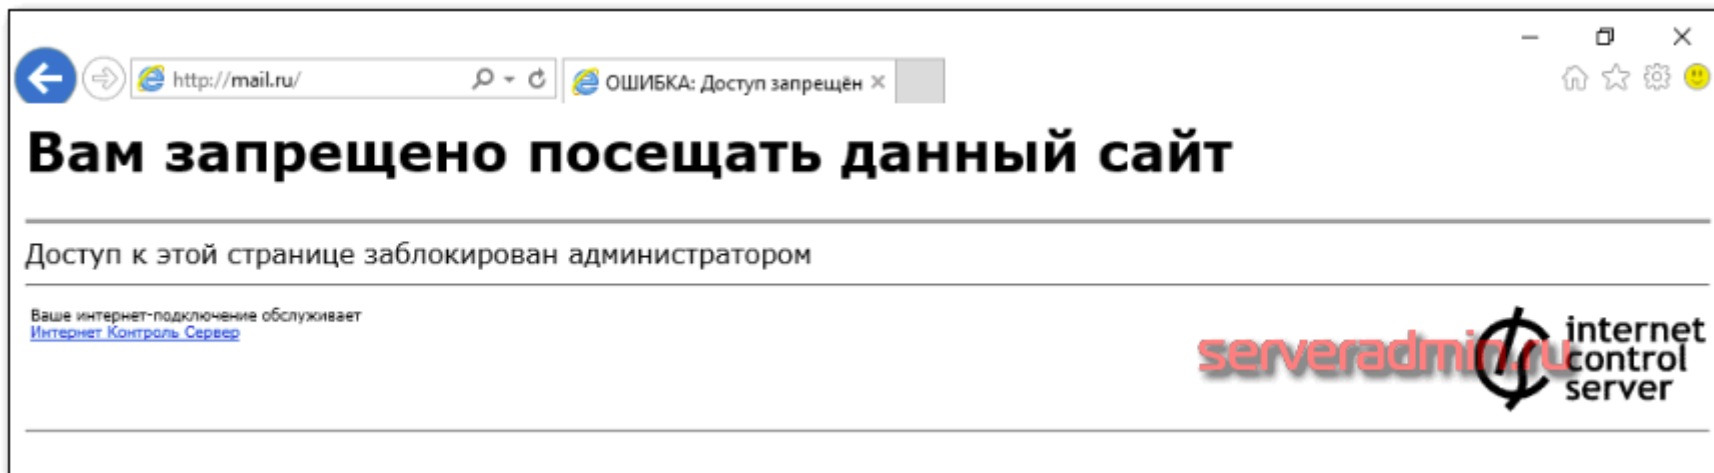 http://mail.ru/
ОШИБКА: Доступ запрещён
Вам запрещено посещать данный сайт
Доступ к этой странице заблокирован администратором
Ваше интернет-подключение обслуживает
Интернет Контроль Сервер
serveradmin.ru
internet
control
server